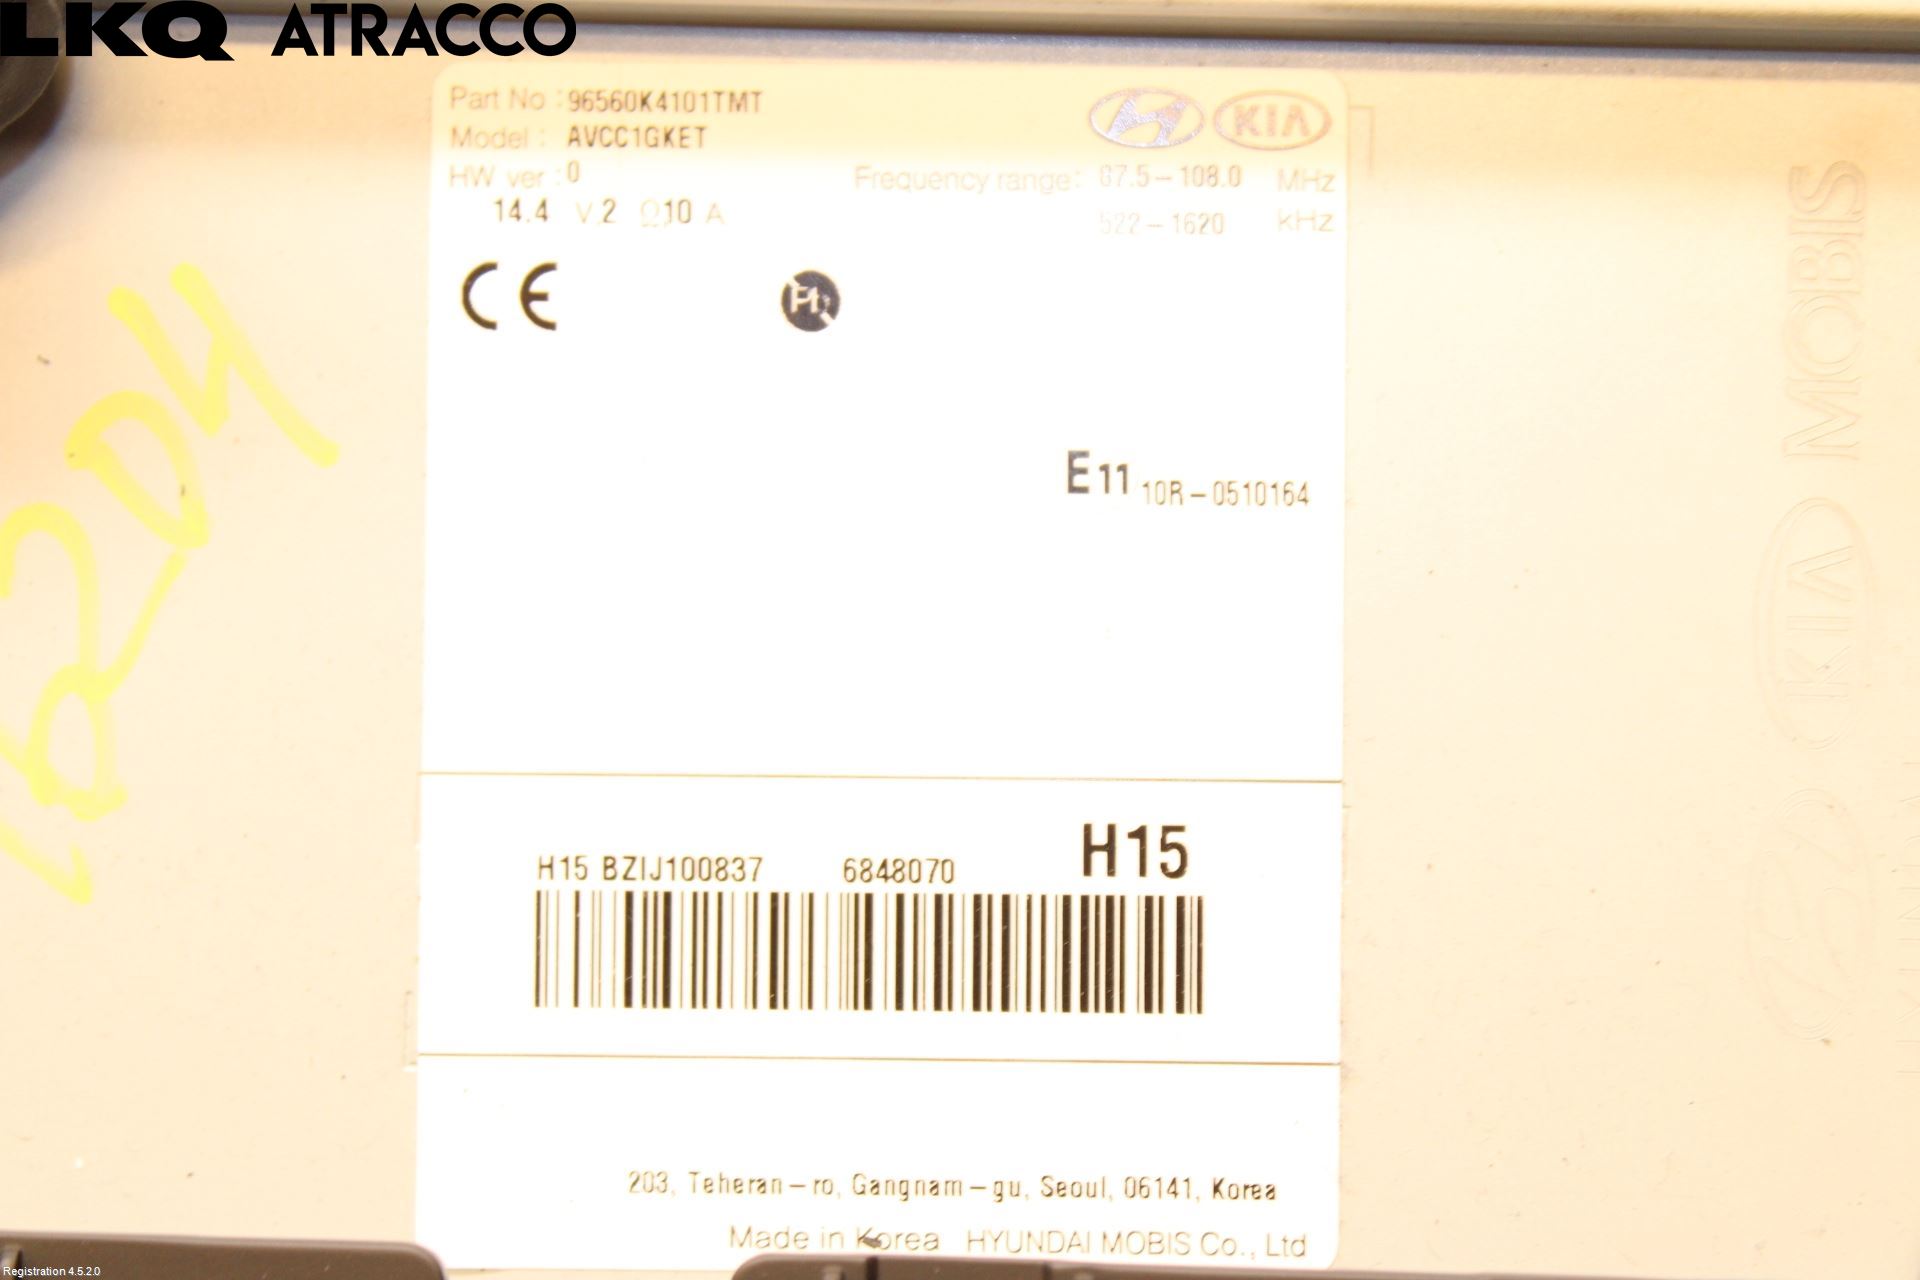 LKQ ATRACCO
Part No : 96560K4101TMT
Model : AVCC1GKET
HW ver : 0
14.4 V, 2 Ω, 10 A
KIA
Frequency range: 87.5-108.0 MHz
522-1620 kHz
CE
E11 10R-0510164
H15 BZIJ100837 6848070 H15
203, Teheran-ro, Gangnam-gu, Seoul, 06141, Korea
Made in Korea HYUNDAI MOBIS Co., Ltd
MOBIS
KIA
Registration 4.5.2.0